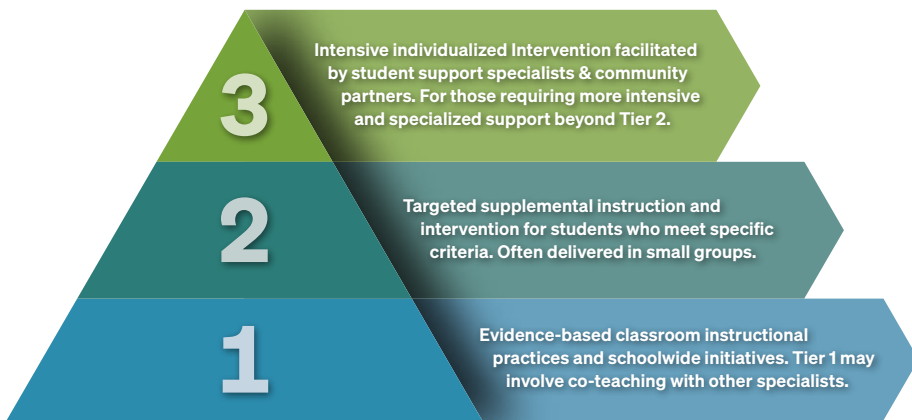 3
Intensive individualized Intervention facilitated
by student support specialists & community
partners. For those requiring more intensive
and specialized support beyond Tier 2.
2
Targeted supplemental instruction and
intervention for students who meet specific
criteria. Often delivered in small groups.
1
Evidence-based classroom instructional
practices and schoolwide initiatives. Tier 1 may
involve co-teaching with other specialists.